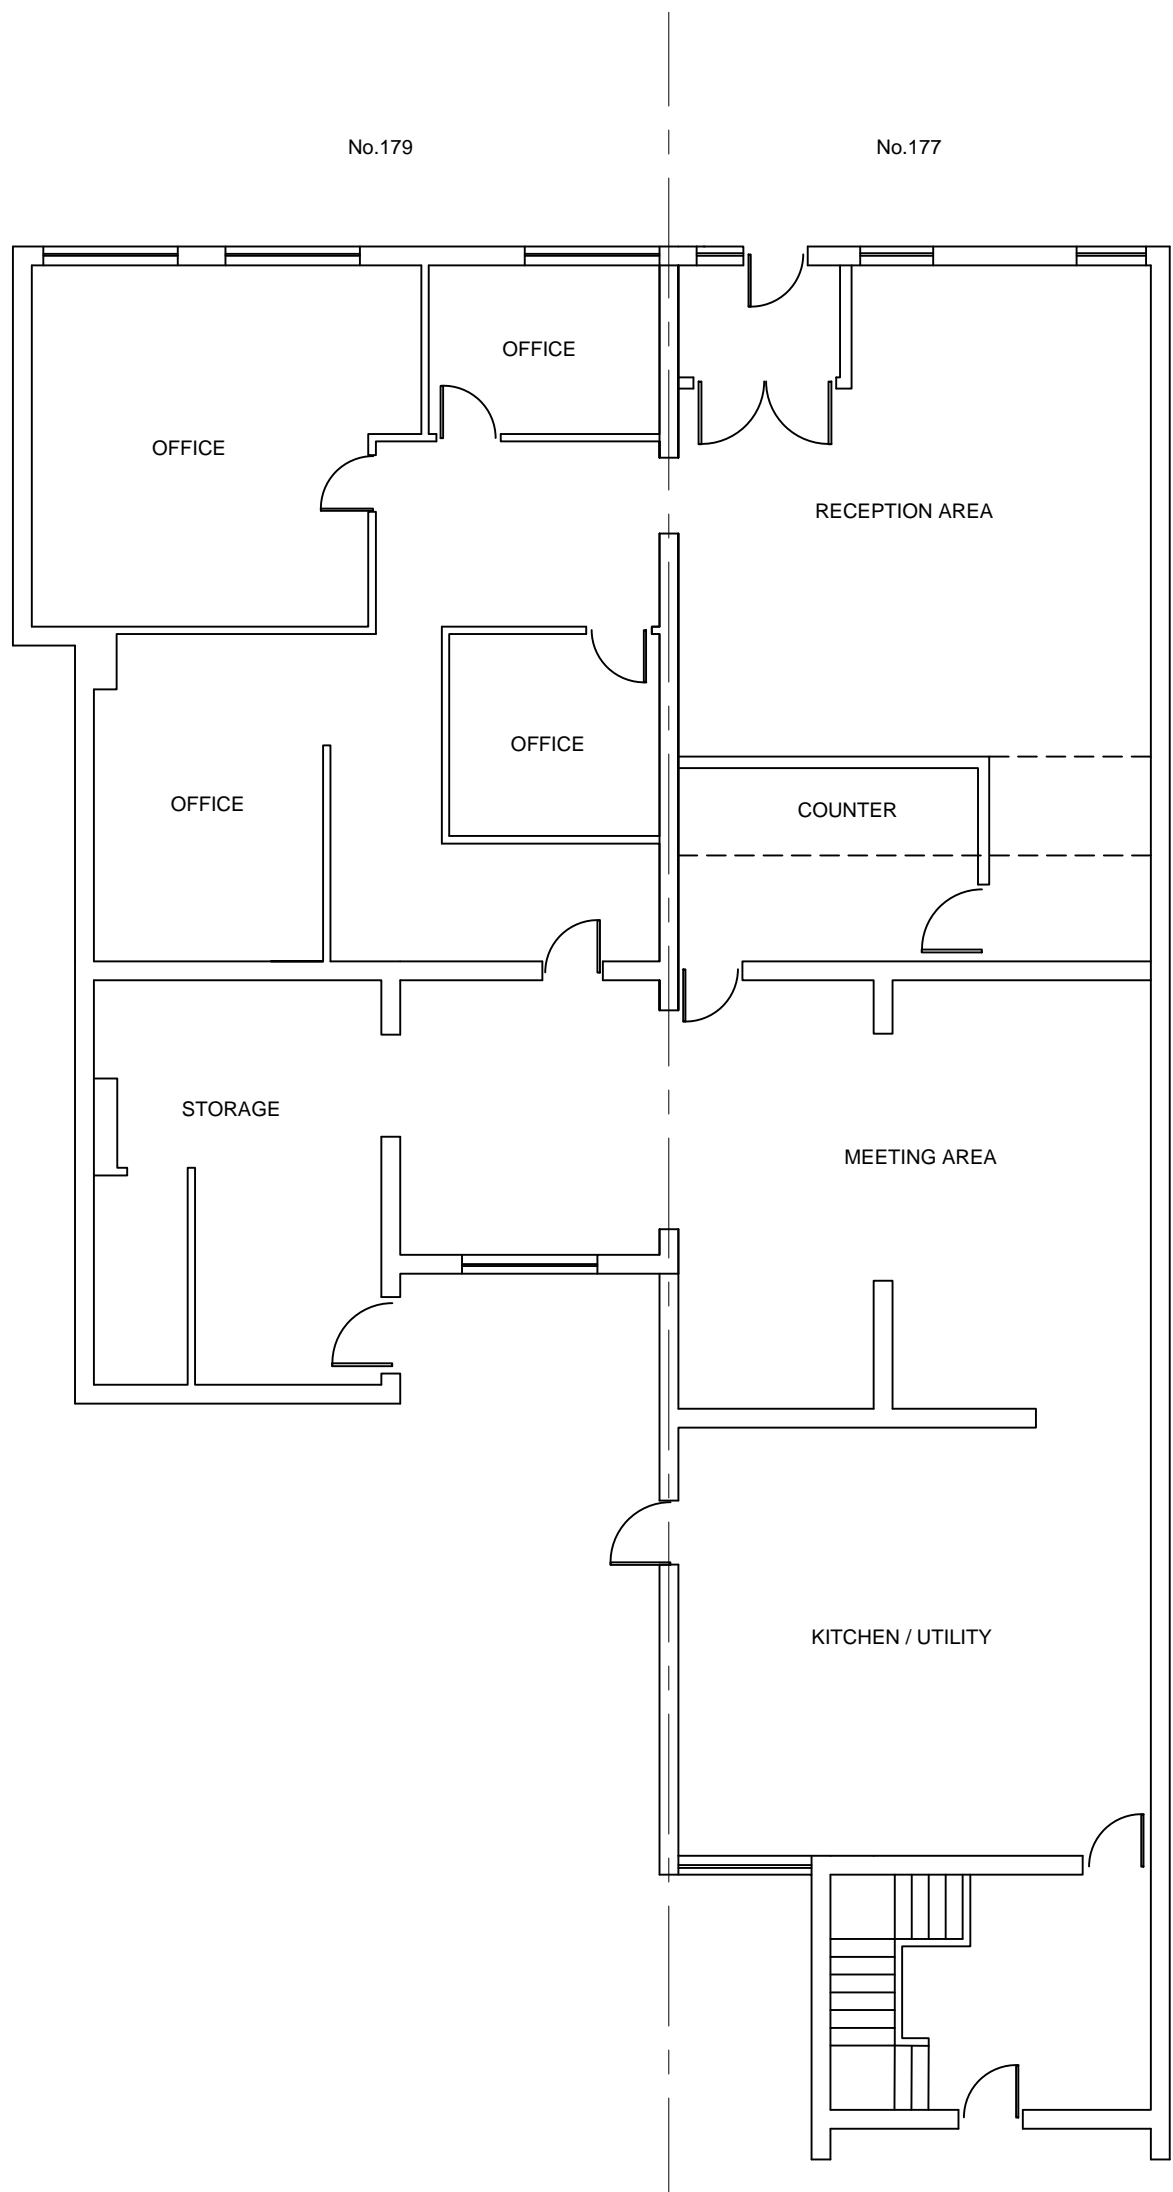 No.179
No.177
OFFICE
OFFICE
RECEPTION AREA
OFFICE
OFFICE
COUNTER
STORAGE
MEETING AREA
KITCHEN / UTILITY